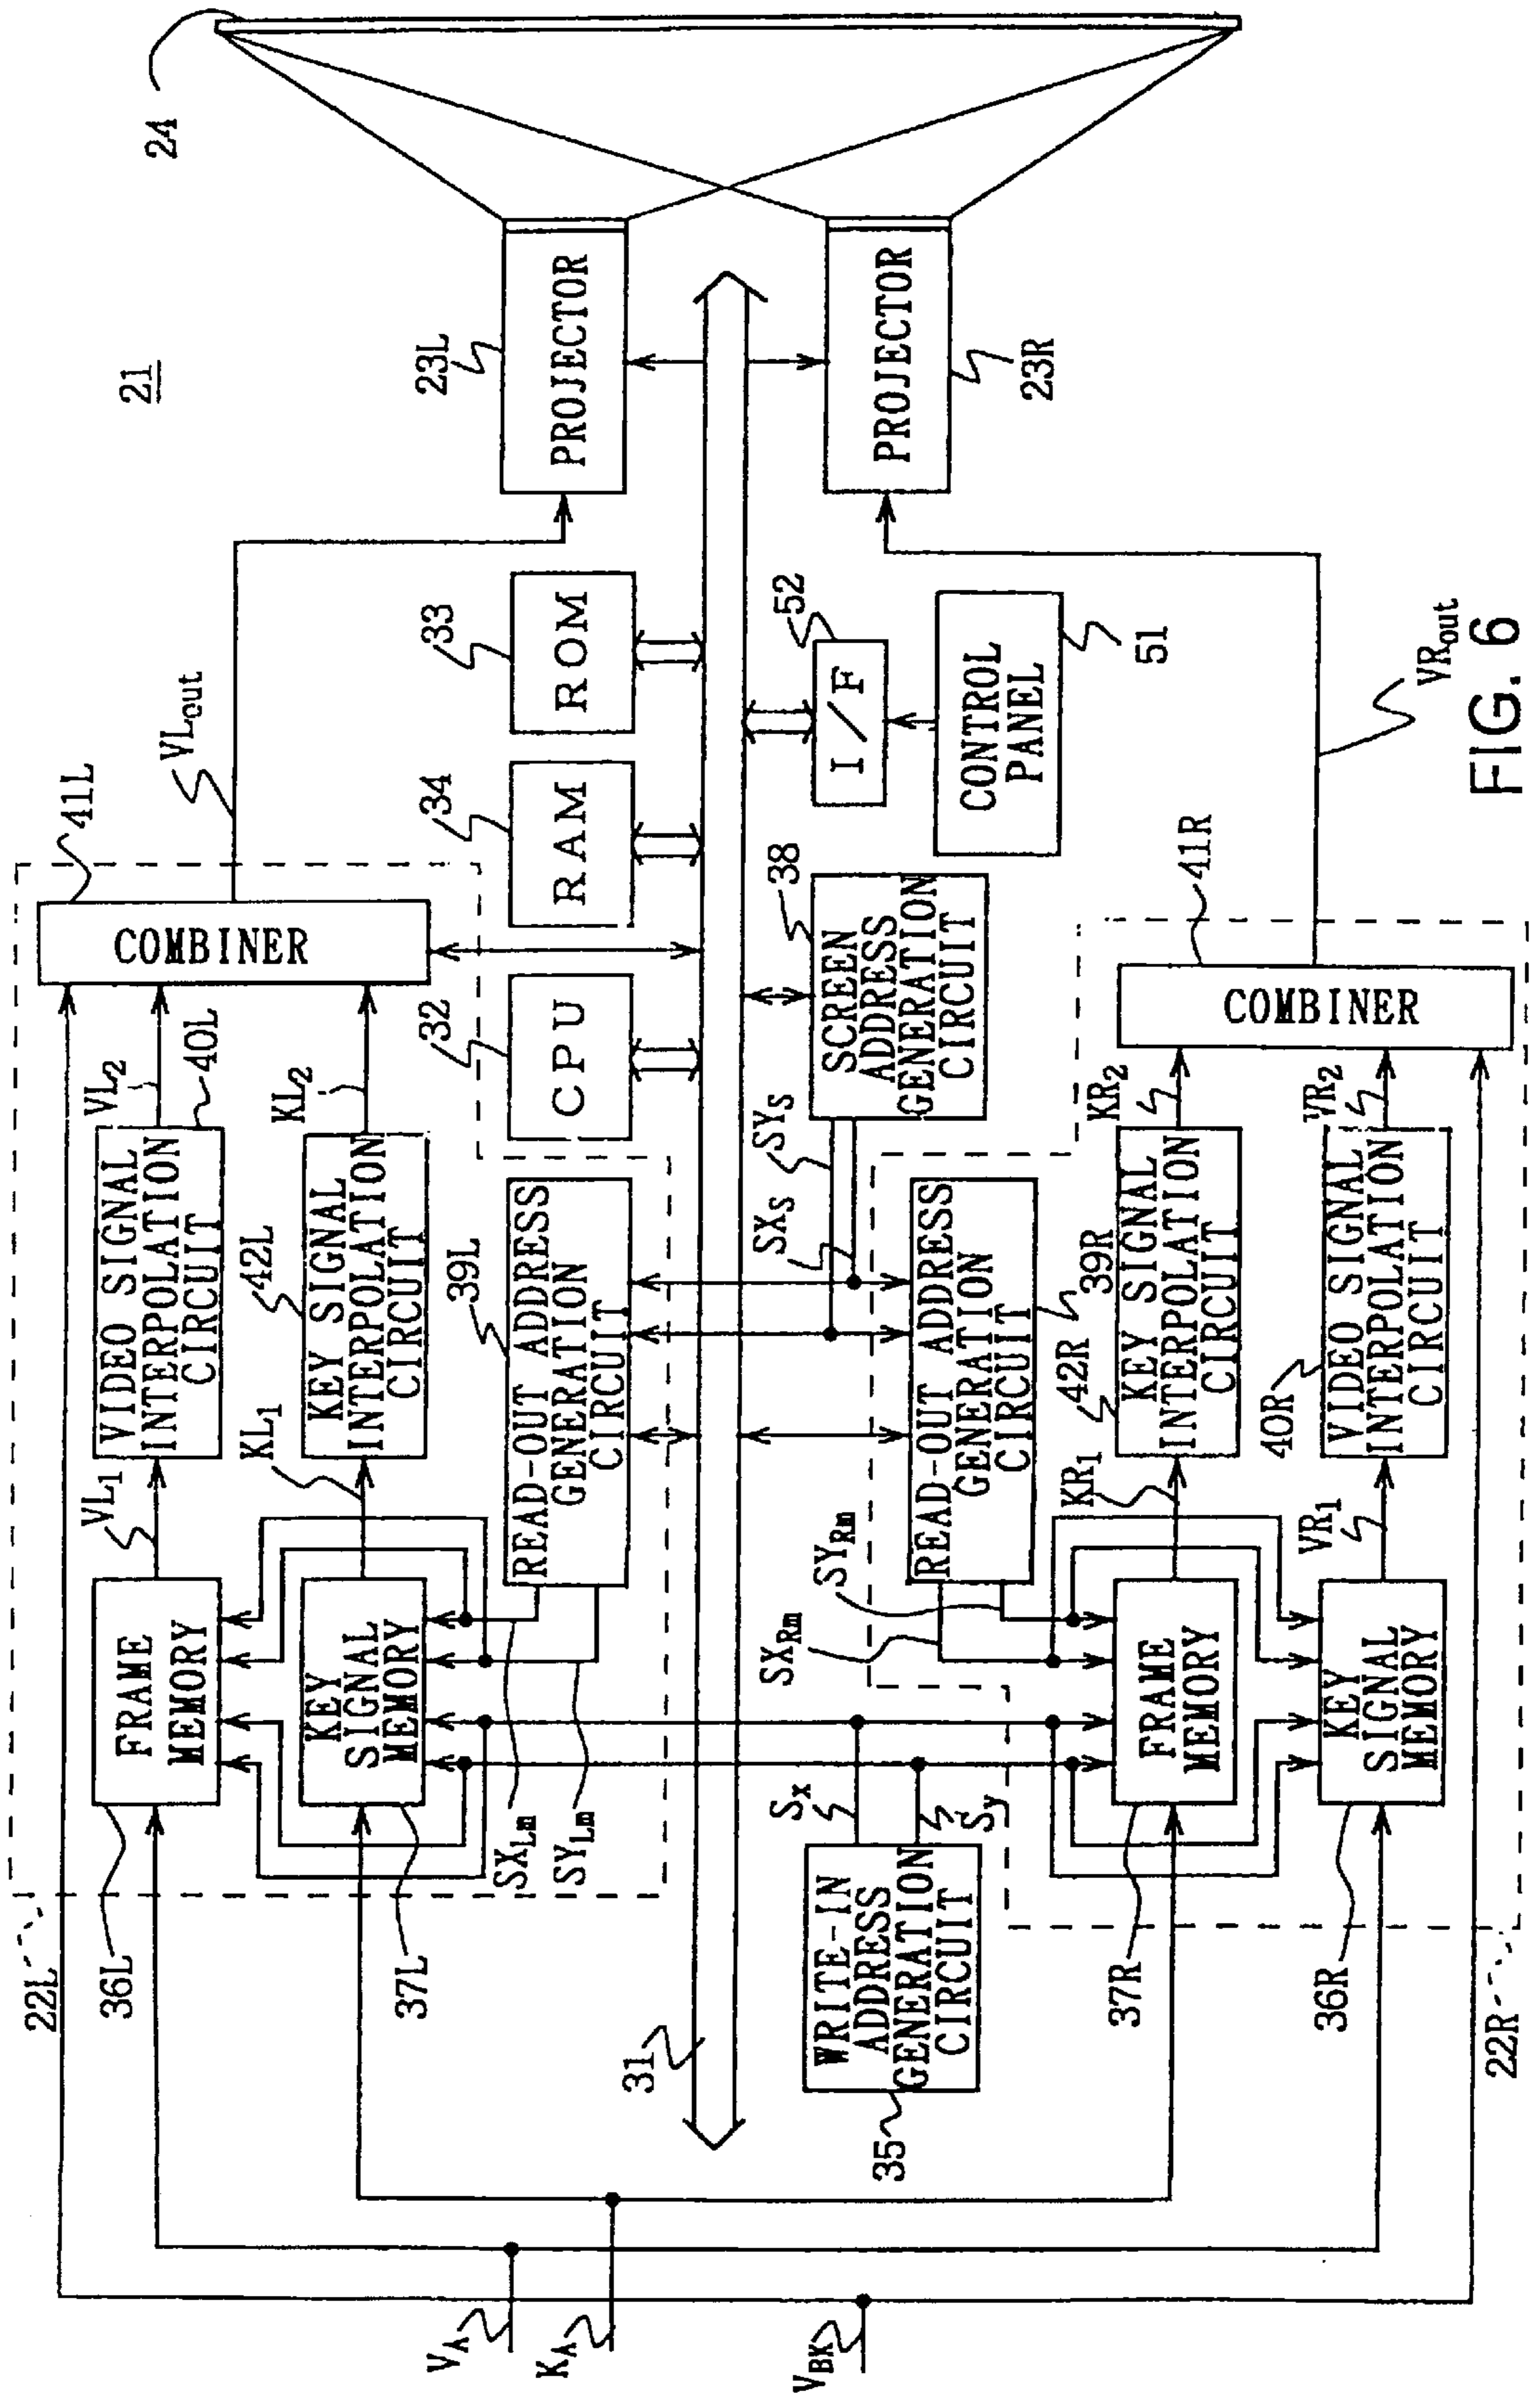 21
24
PROJECTOR
23L
PROJECTOR
23R
VLout
41L
COMBINER
ROM
33
RAM
34
CPU
32
I/F
52
CONTROL
PANEL
51
VRout
41R
COMBINER
SCREEN
ADDRESS
GENERATION
CIRCUIT
38
SYS
SXS
VL2
40L
VIDEO SIGNAL
INTERPOLATION
CIRCUIT
KL2
42L
KEY SIGNAL
INTERPOLATION
CIRCUIT
39L
READ-OUT ADDRESS
GENERATION
CIRCUIT
READ-OUT ADDRESS
GENERATION
CIRCUIT
39R
KR2
42R
KEY SIGNAL
INTERPOLATION
CIRCUIT
VR2
40R
VIDEO SIGNAL
INTERPOLATION
CIRCUIT
VL1
KL1
FRAME
MEMORY
36L
KEY
SIGNAL
MEMORY
37L
SXLm
SYLm
SXRm
SYRm
KR1
VR1
FRAME
MEMORY
37R
KEY
SIGNAL
MEMORY
36R
Sx
Sy
WRITE-IN
ADDRESS
GENERATION
CIRCUIT
35
31
22L
22R
VA
KA
VBK
FIG. 6